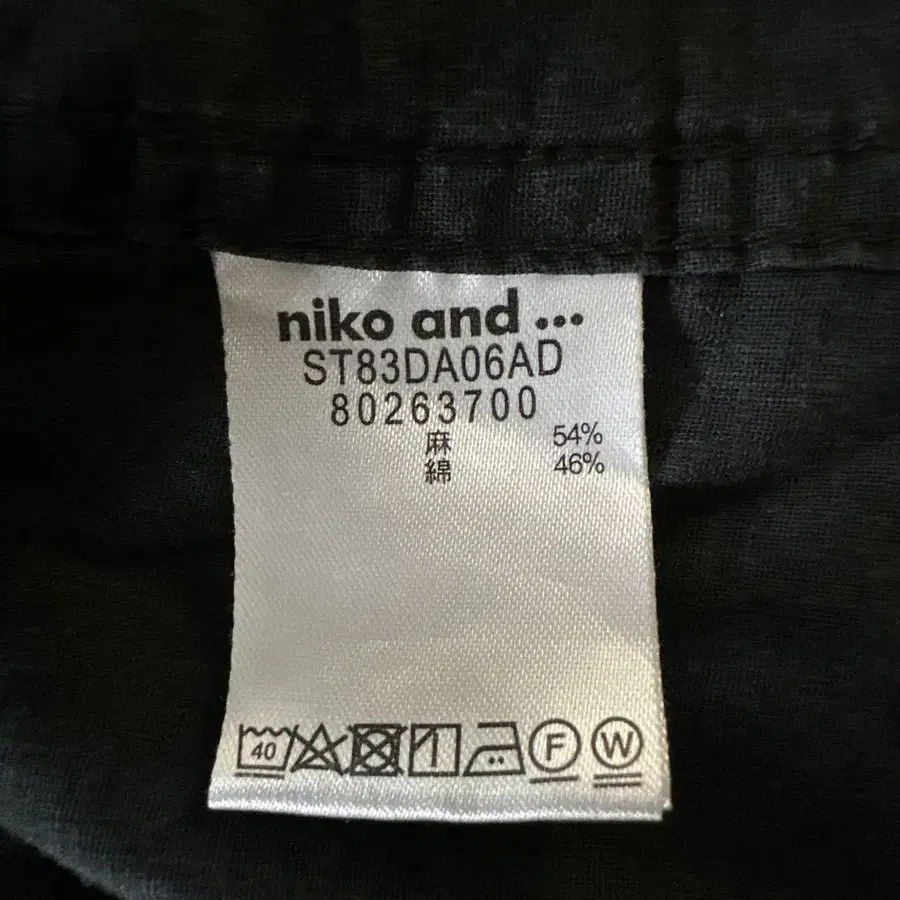 niko and ...
ST83DA06AD
80263700
麻 54%
綿 46%
40 F W